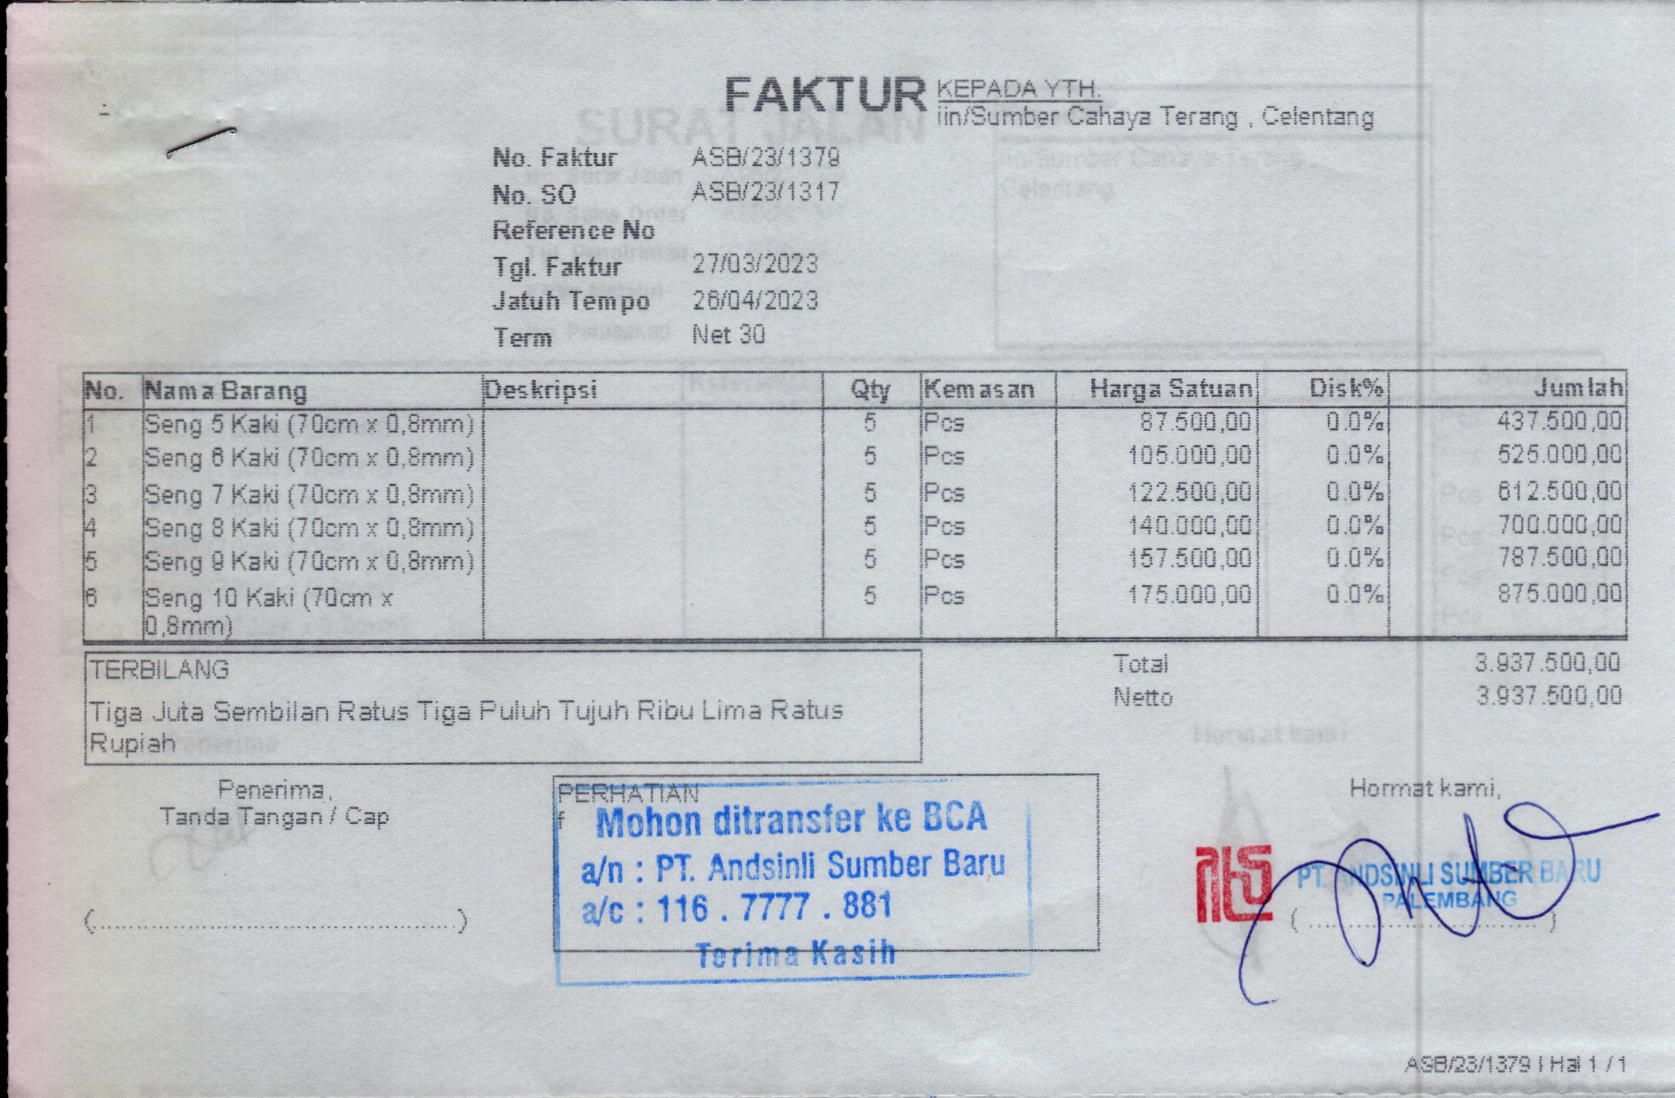 FAKTUR
KEPADA YTH.
iin/Sumber Cahaya Terang , Celentang
SURAT JALAN
No. Faktur ASB/23/1379
No. SO ASB/23/1317
Reference No
Tgl. Faktur 27/03/2023
Jatuh Tempo 26/04/2023
Term Net 30
No. Nama Barang Deskripsi Qty Kemasan Harga Satuan Disk% Jumlah
1 Seng 5 Kaki (70cm x 0,8mm) 5 Pcs 87.500,00 0.0% 437.500,00
2 Seng 6 Kaki (70cm x 0,8mm) 5 Pcs 105.000,00 0.0% 525.000,00
3 Seng 7 Kaki (70cm x 0,8mm) 5 Pcs 122.500,00 0.0% 612.500,00
4 Seng 8 Kaki (70cm x 0,8mm) 5 Pcs 140.000,00 0.0% 700.000,00
5 Seng 9 Kaki (70cm x 0,8mm) 5 Pcs 157.500,00 0.0% 787.500,00
6 Seng 10 Kaki (70cm x 5 Pcs 175.000,00 0.0% 875.000,00
0,8mm)
TERBILANG
Tiga Juta Sembilan Ratus Tiga Puluh Tujuh Ribu Lima Ratus
Rupiah
Total 3.937.500,00
Netto 3.937.500,00
Penerima,
Tanda Tangan / Cap
(..........................................)
PERHATIAN
f
Mohon ditransfer ke BCA
a/n : PT. Andsinli Sumber Baru
a/c : 116 . 7777 . 881
Terima Kasih
Hormat kami,
PT. ANDSINLI SUMBER BARU
PALEMBANG
(..............................)
ASB/23/1379 | Hal 1 / 1